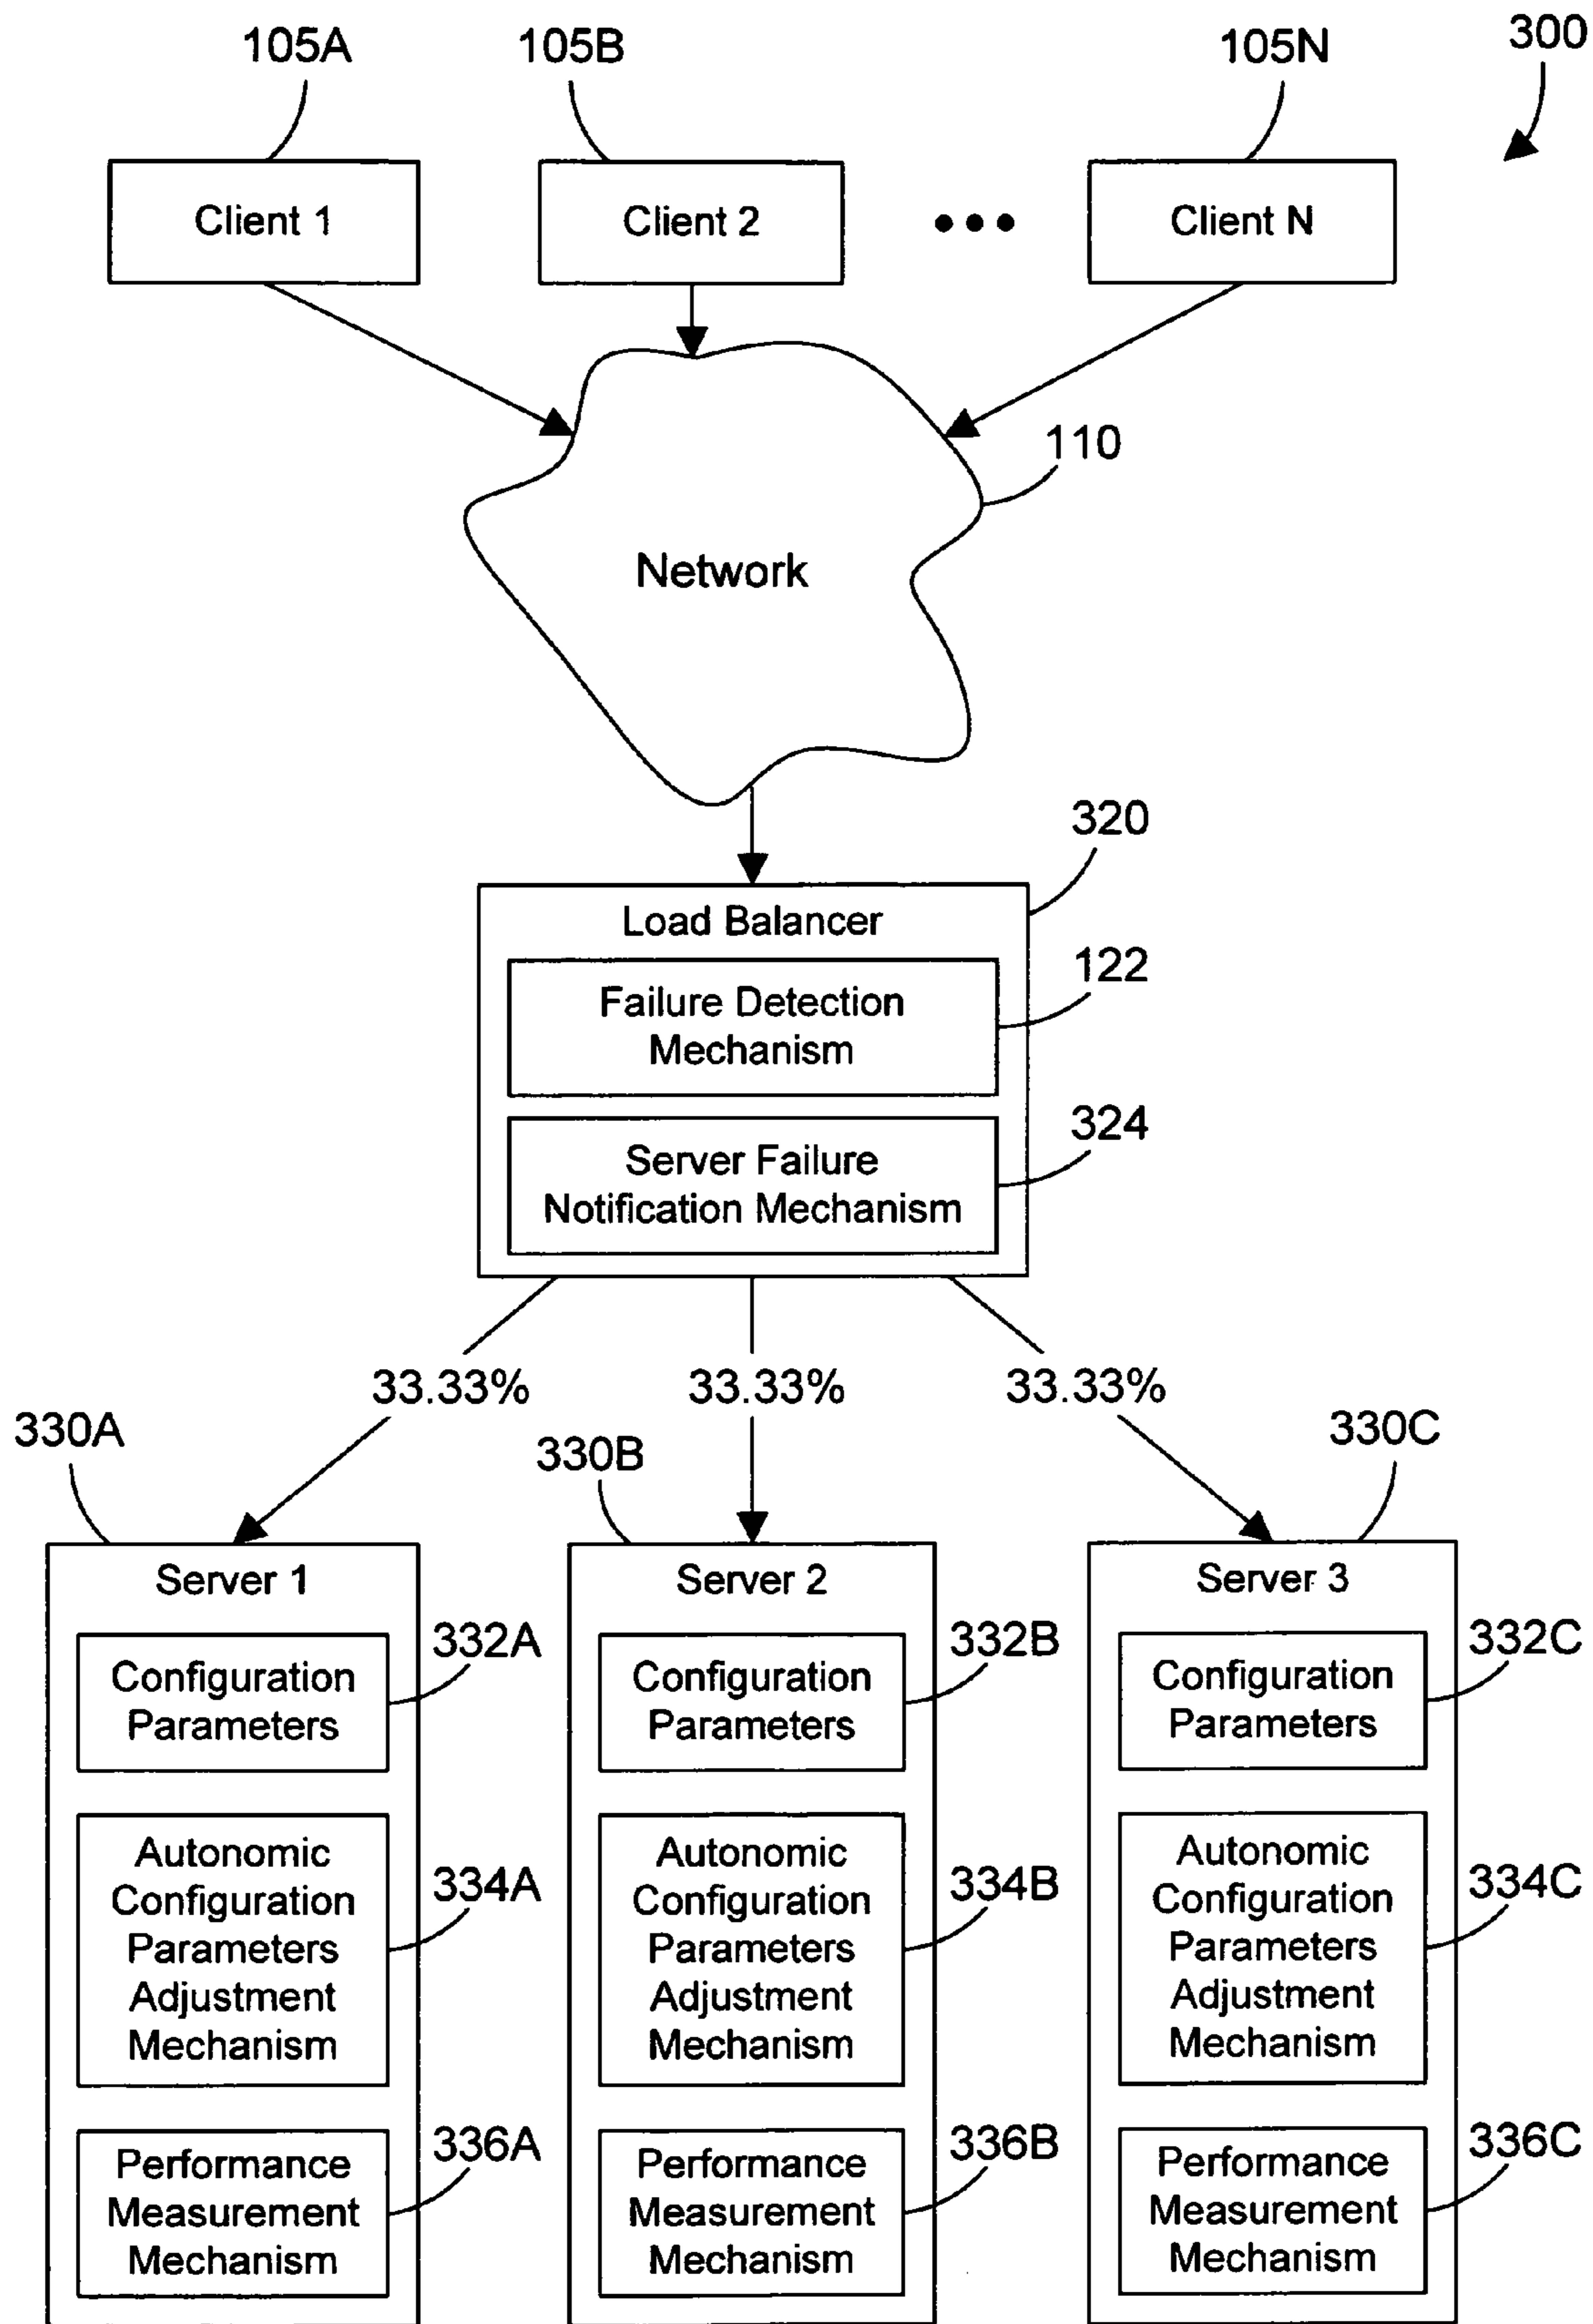 105A
105B
105N
300
Client 1
Client 2
Client N
110
Network
320
Load Balancer
122
Failure Detection
Mechanism
324
Server Failure
Notification Mechanism
33.33%
33.33%
33.33%
330A
330B
330C
Server 1
332A
Configuration
Parameters
334A
Autonomic
Configuration
Parameters
Adjustment
Mechanism
336A
Performance
Measurement
Mechanism
Server 2
332B
Configuration
Parameters
334B
Autonomic
Configuration
Parameters
Adjustment
Mechanism
336B
Performance
Measurement
Mechanism
Server 3
332C
Configuration
Parameters
334C
Autonomic
Configuration
Parameters
Adjustment
Mechanism
336C
Performance
Measurement
Mechanism